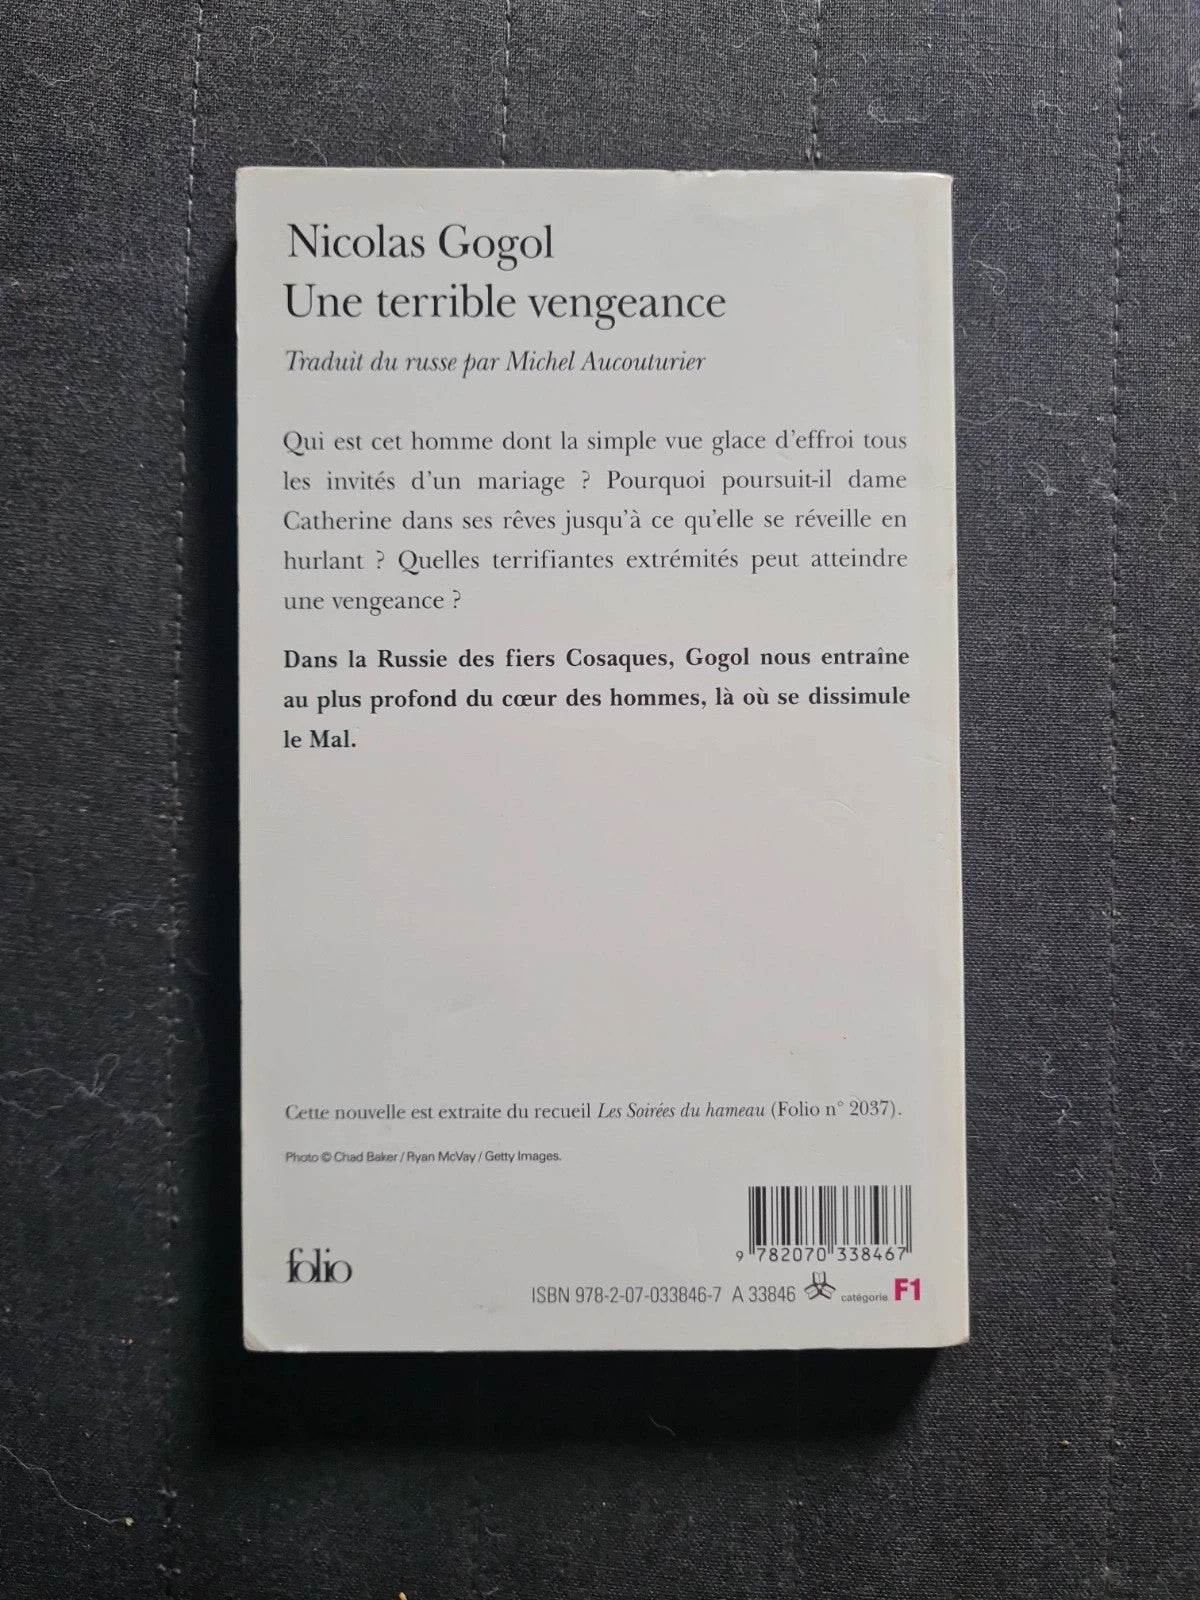 Nicolas Gogol
Une terrible vengeance
Traduit du russe par Michel Aucouturier
Qui est cet homme dont la simple vue glace d'effroi tous
les invités d'un mariage ? Pourquoi poursuit-il dame
Catherine dans ses rêves jusqu'à ce qu'elle se réveille en
hurlant ? Quelles terrifiantes extrémités peut atteindre
une vengeance ?
Dans la Russie des fiers Cosaques, Gogol nous entraîne
au plus profond du cœur des hommes, là où se dissimule
le Mal.
Cette nouvelle est extraite du recueil Les Soirées du hameau (Folio n° 2037).
Photo © Chad Baker / Ryan McVay / Getty Images.
9 782070 338467
folio
ISBN 978-2-07-033846-7 A 33846 catégorie F1